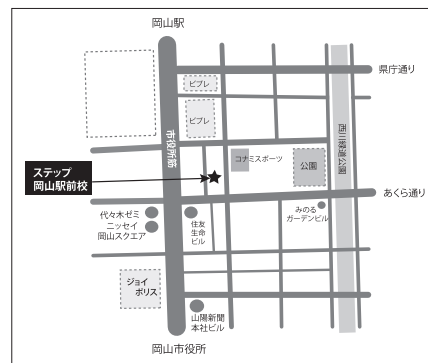 岡山駅
県庁通り
ビブレ
ビブレ
市役所筋
西川緑道公園
コナミスポーツ
公園
ステップ
岡山駅前校
あくら通り
代々木ゼミ
ニッセイ
岡山スクエア
住友
生命
ビル
みのる
ガーデンビル
ジョイ
ポリス
山陽新聞
本社ビル
岡山市役所